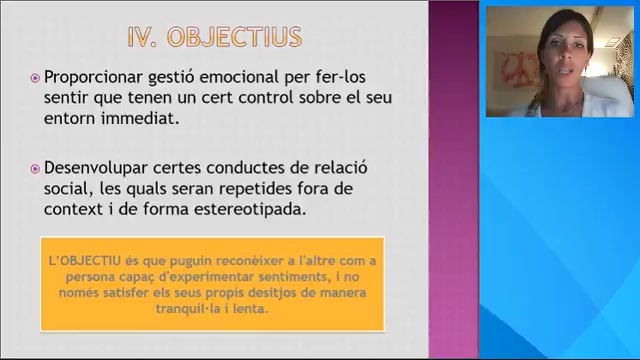 IV. OBJECTIUS
Proporcionar gestió emocional per fer-los
sentir que tenen un cert control sobre el seu
entorn immediat.
Desenvolupar certes conductes de relació
social, les quals seran repetides fora de
context i de forma estereotipada.
L'OBJECTIU és que puguin reconèixer a l'altre com a
persona capaç d'experimentar sentiments, i no
només satisfer els seus propis desitjos de manera
tranquil·la i lenta.